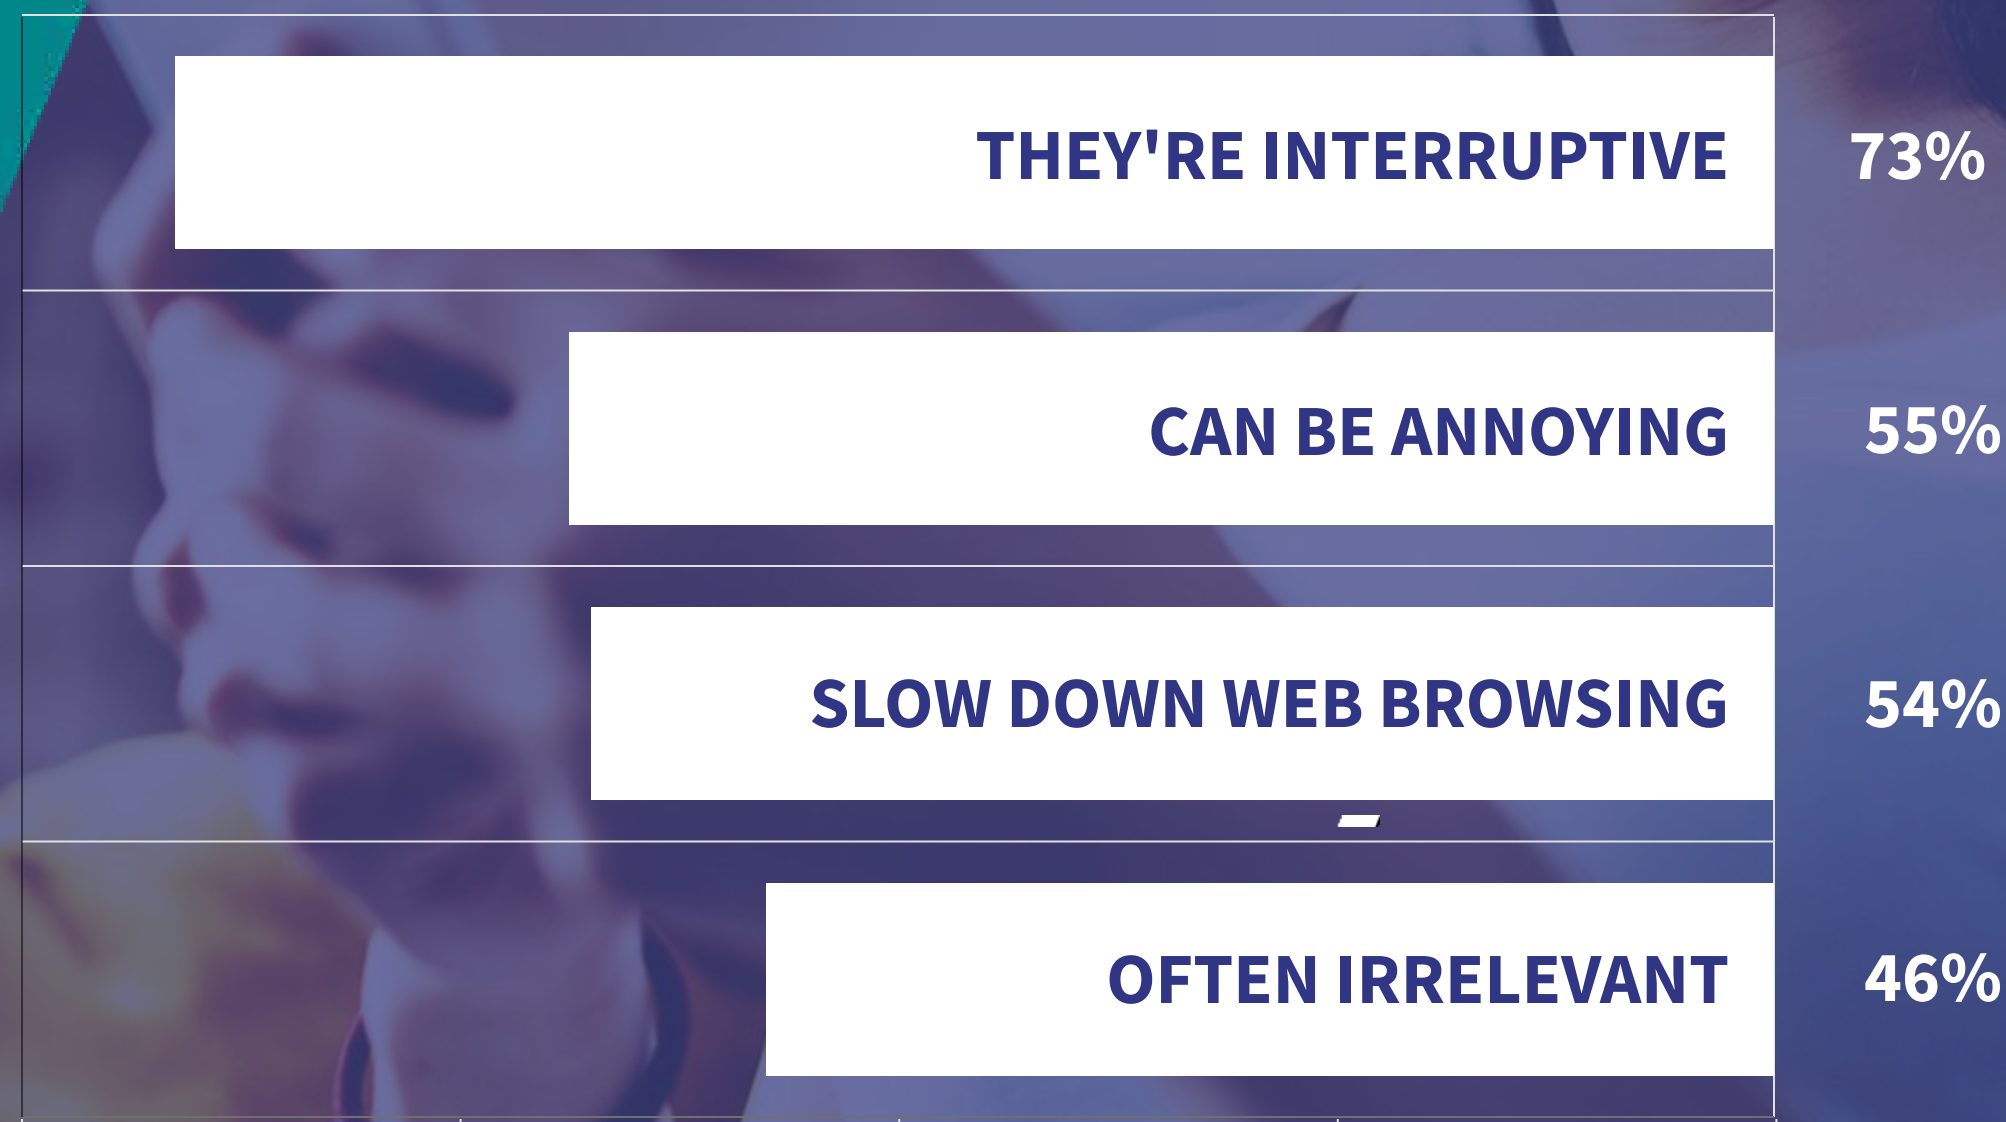 THEY'RE INTERRUPTIVE 73%
CAN BE ANNOYING 55%
SLOW DOWN WEB BROWSING 54%
OFTEN IRRELEVANT 46%